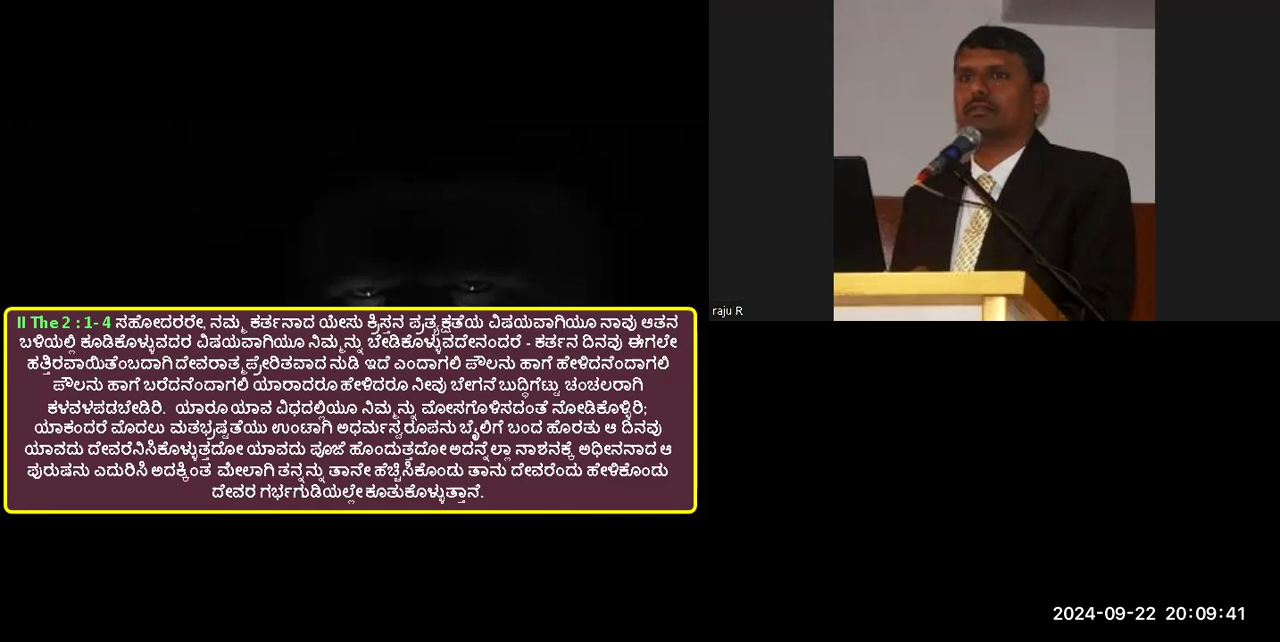 II The 2 : 1- 4 ಸಹೋದರರೇ, ನಮ್ಮ ಕರ್ತನಾದ ಯೇಸು ಕ್ರಿಸ್ತನ ಪ್ರತ್ಯಕ್ಷತೆಯ ವಿಷಯವಾಗಿಯೂ ನಾವು ಆತನ
ಬಳಿಯಲ್ಲಿ ಕೂಡಿಕೊಳ್ಳುವದರ ವಿಷಯವಾಗಿಯೂ ನಿಮ್ಮನ್ನು ಬೇಡಿಕೊಳ್ಳುವದೇನಂದರೆ - ಕರ್ತನ ದಿನವು ಈಗಲೇ
ಹತ್ತಿರವಾಯಿತೆಂಬದಾಗಿ ದೇವರಾತ್ಮಪ್ರೇರಿತವಾದ ನುಡಿ ಇದೆ ಎಂದಾಗಲಿ ಪೌಲನು ಹಾಗೆ ಹೇಳಿದನೆಂದಾಗಲಿ
ಪೌಲನು ಹಾಗೆ ಬರೆದನೆಂದಾಗಲಿ ಯಾರಾದರೂ ಹೇಳಿದರೂ ನೀವು ಬೇಗನೆ ಬುದ್ಧಿಗೆಟ್ಟು ಚಂಚಲರಾಗಿ
ಕಳವಳಪಡಬೇಡಿರಿ. ಯಾರೂ ಯಾವ ವಿಧದಲ್ಲಿಯೂ ನಿಮ್ಮನ್ನು ಮೋಸಗೊಳಿಸದಂತೆ ನೋಡಿಕೊಳ್ಳಿರಿ;
ಯಾಕಂದರೆ ಮೊದಲು ಮತಭ್ರಷ್ಟತೆಯು ಉಂಟಾಗಿ ಅಧರ್ಮಸ್ವರೂಪನು ಬೈಲಿಗೆ ಬಂದ ಹೊರತು ಆ ದಿನವು
ಯಾವದು ದೇವರೆನಿಸಿಕೊಳ್ಳುತ್ತದೋ ಯಾವದು ಪೂಜೆ ಹೊಂದುತ್ತದೋ ಅದನ್ನೆಲ್ಲಾ ನಾಶನಕ್ಕೆ ಅಧೀನನಾದ ಆ
ಪುರುಷನು ಎದುರಿಸಿ ಅದಕ್ಕಿಂತ ಮೇಲಾಗಿ ತನ್ನನ್ನು ತಾನೇ ಹೆಚ್ಚಿಸಿಕೊಂಡು ತಾನು ದೇವರೆಂದು ಹೇಳಿಕೊಂಡು
ದೇವರ ಗರ್ಭಗುಡಿಯಲ್ಲೇ ಕೂತುಕೊಳ್ಳುತ್ತಾನೆ.
raju R
2024-09-22 20:09:41